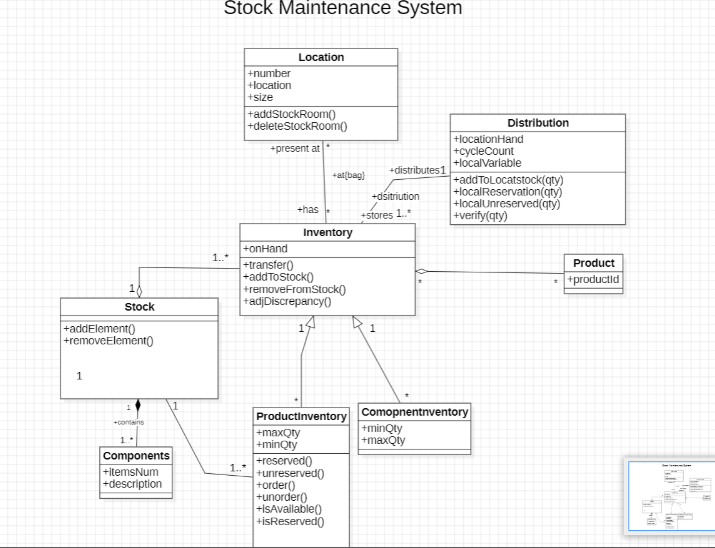 Stock Maintenance System
Location
+number
+location
+size
+addStockRoom()
+deleteStockRoom()
+present at *
+at{bag}
+has *
Distribution
+locationHand
+cycleCount
+localVariable
+addToLocatstock(qty)
+localReservation(qty)
+localUnreserved(qty)
+verify(qty)
+distributes1
+dsitriution
+stores 1..*
Inventory
+onHand
+transfer()
+addToStock()
+removeFromStock()
+adjDiscrepancy()
* *
Product
+productId
1..*
1
Stock
+addElement()
+removeElement()
1
1 *
1 *
1
+contains
1..*
Components
+itemsNum
+description
1
1..*
ProductInventory
+maxQty
+minQty
+reserved()
+unreserved()
+order()
+unorder()
+isAvailable()
+isReserved()
Comopnentnventory
+minQty
+maxQty